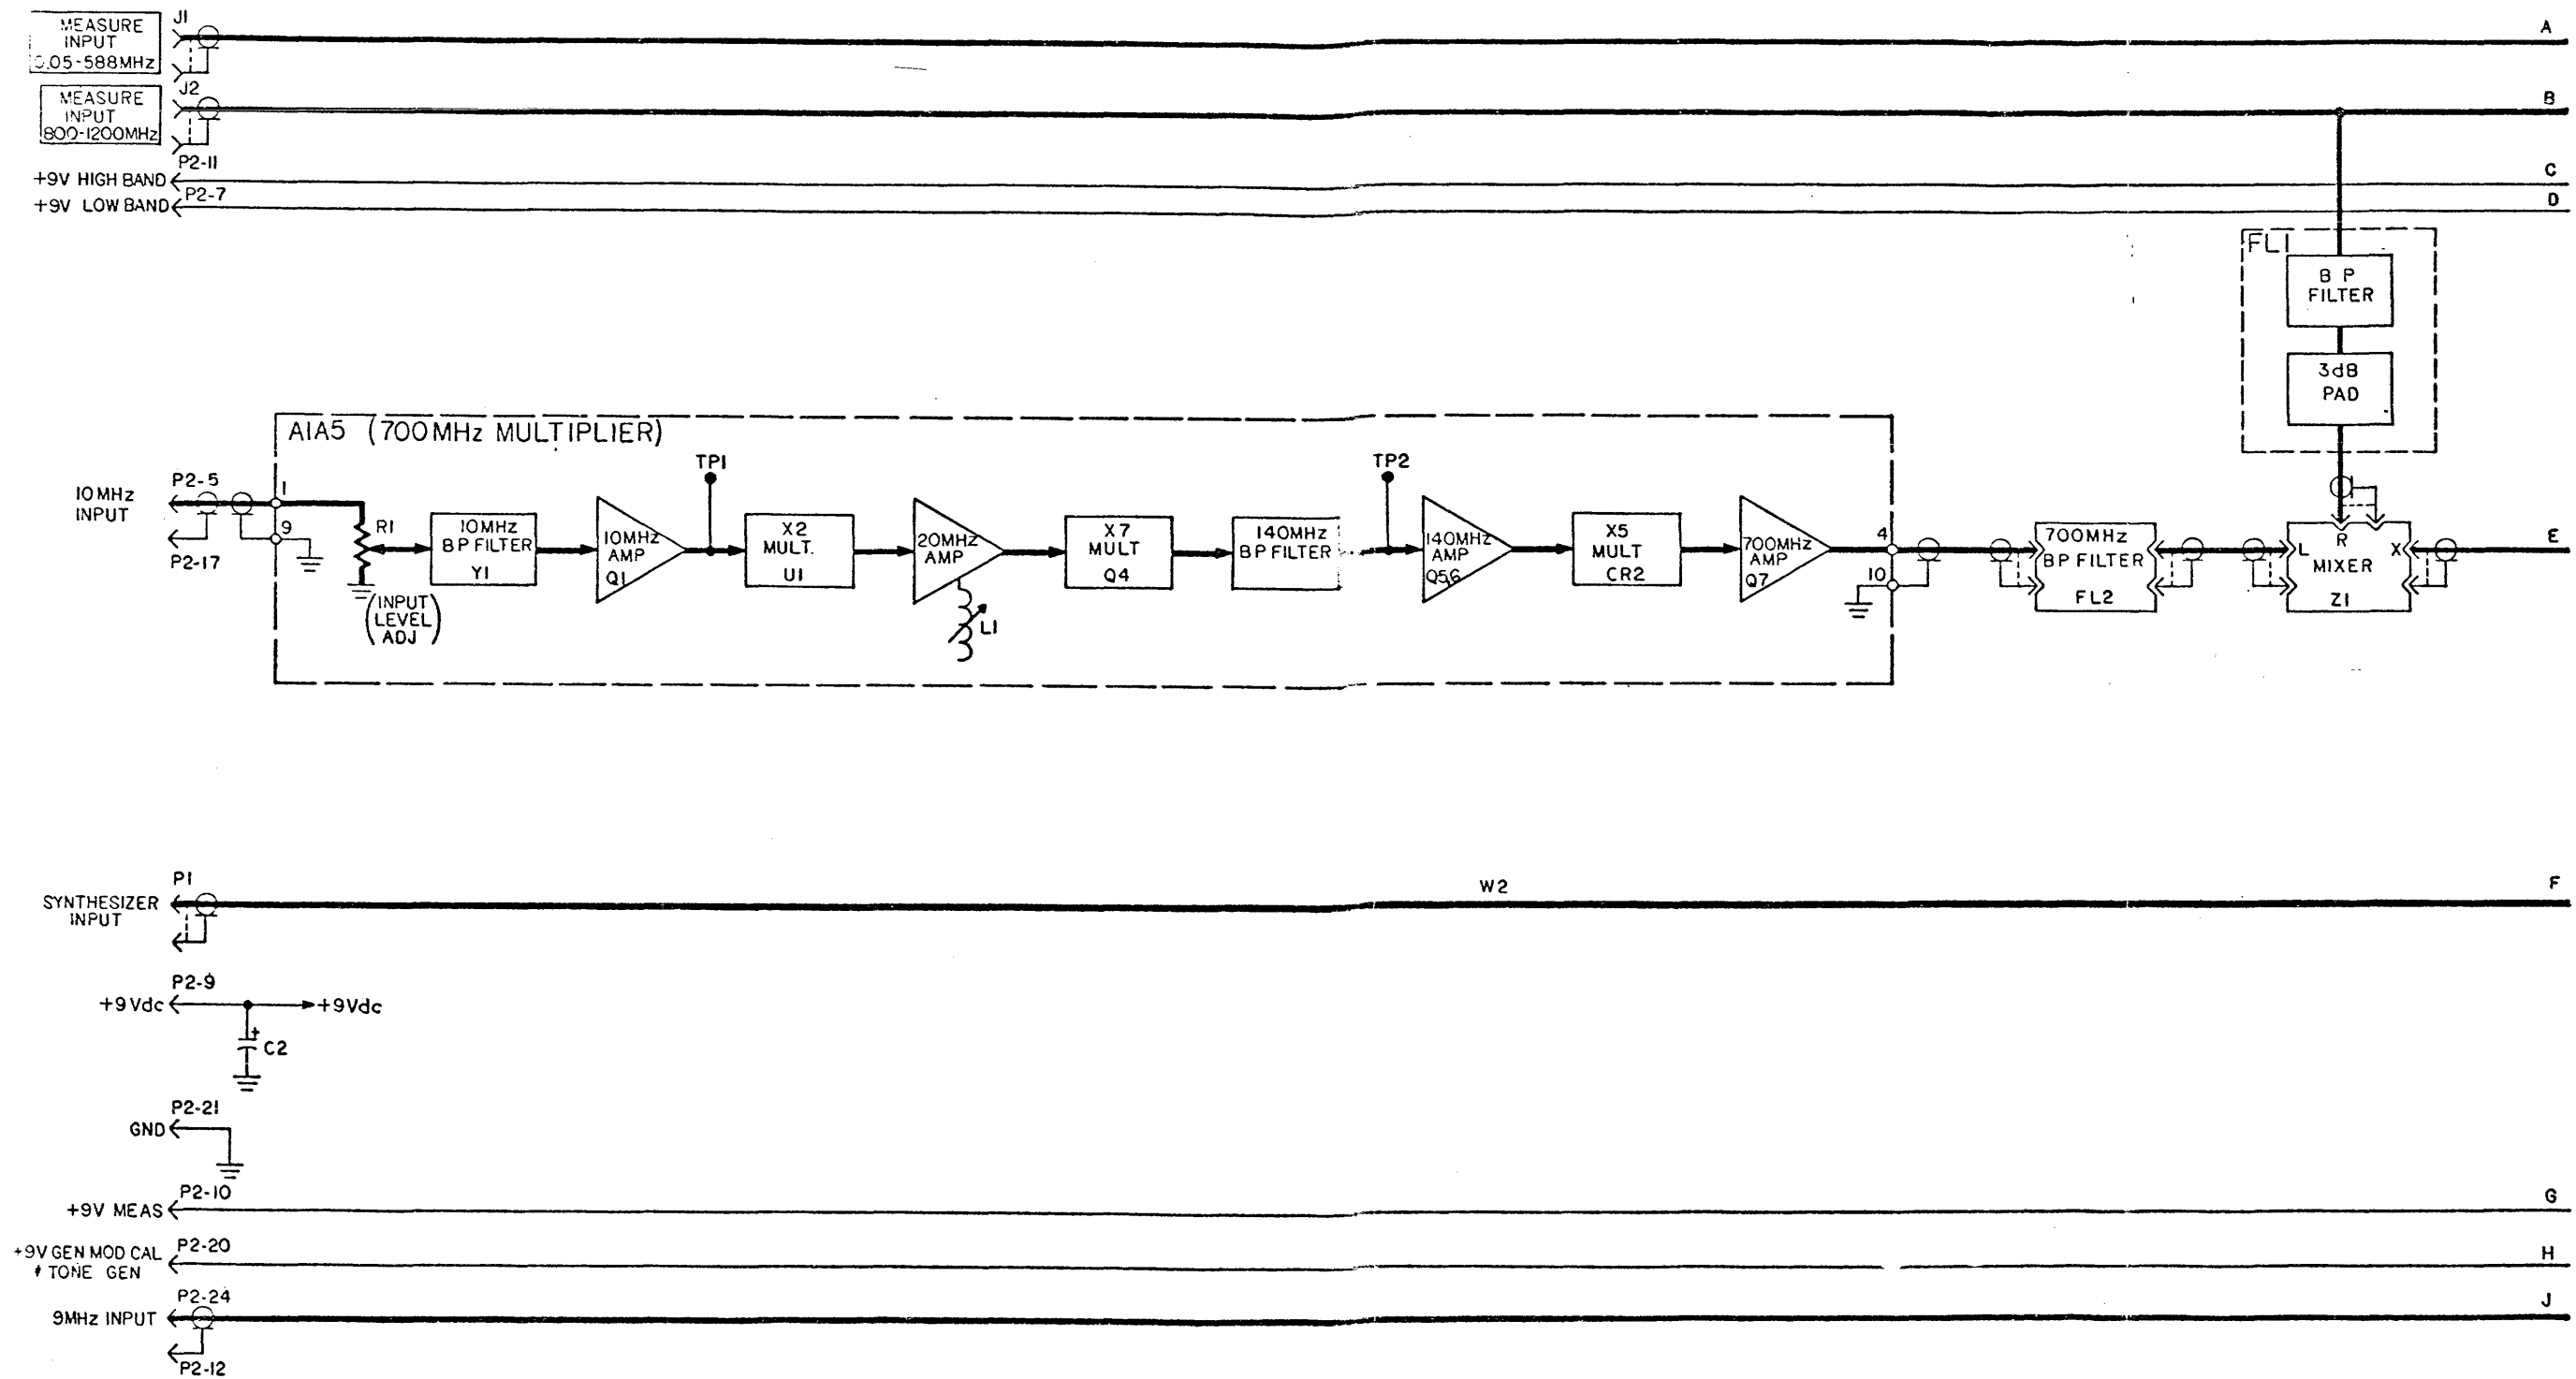 J1
MEASURE
INPUT
0.05-588MHz
A
J2
MEASURE
INPUT
800-1200MHz
B
P2-11
+9V HIGH BAND
C
P2-7
+9V LOW BAND
D
FL1
B P
FILTER
3dB
PAD
A1A5 (700MHz MULTIPLIER)
P2-5
10MHz
INPUT
P2-17
1
9
R1
(INPUT
LEVEL
ADJ)
10MHz
BP FILTER
Y1
10MHz
AMP
Q1
TP1
X2
MULT.
U1
20MHz
AMP
L1
X7
MULT
Q4
140MHz
BP FILTER
TP2
140MHz
AMP
Q5,6
X5
MULT
CR2
700MHz
AMP
Q7
4
10
700MHz
BP FILTER
FL2
L
R
X
MIXER
Z1
E
P1
SYNTHESIZER
INPUT
W2
F
P2-9
+9Vdc
+9Vdc
+
C2
P2-21
GND
P2-10
+9V MEAS
G
P2-20
+9V GEN MOD CAL
& TONE GEN
H
P2-24
9MHz INPUT
J
P2-12